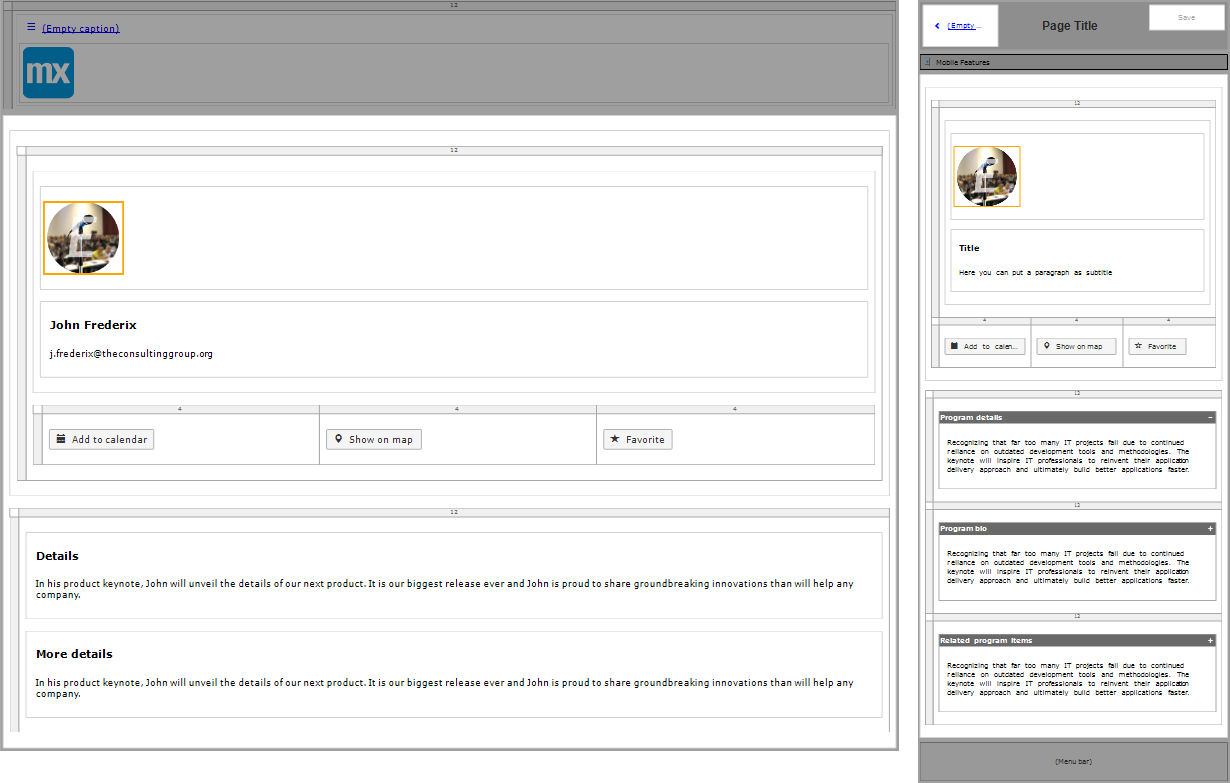 12
(Empty caption)
mx
12
John Frederix
j.frederix@theconsultinggroup.org
4
4
4
Add to calendar
Show on map
Favorite
12
Details
In his product keynote, John will unveil the details of our next product. It is our biggest release ever and John is proud to share groundbreaking innovations than will help any
company.
More details
In his product keynote, John will unveil the details of our next product. It is our biggest release ever and John is proud to share groundbreaking innovations than will help any
company.
(Empty ...
Page Title
Save
Mobile Features
12
Title
Here you can put a paragraph as subtitle
4
4
4
Add to calen...
Show on map
Favorite
12
Program details
−
Recognizing that far too many IT projects fail due to continued
reliance on outdated development tools and methodologies. The
keynote will inspire IT professionals to reinvent their application
delivery approach and ultimately build better applications faster.
12
Program bio
+
Recognizing that far too many IT projects fail due to continued
reliance on outdated development tools and methodologies. The
keynote will inspire IT professionals to reinvent their application
delivery approach and ultimately build better applications faster.
12
Related program items
+
Recognizing that far too many IT projects fail due to continued
reliance on outdated development tools and methodologies. The
keynote will inspire IT professionals to reinvent their application
delivery approach and ultimately build better applications faster.
(Menu bar)